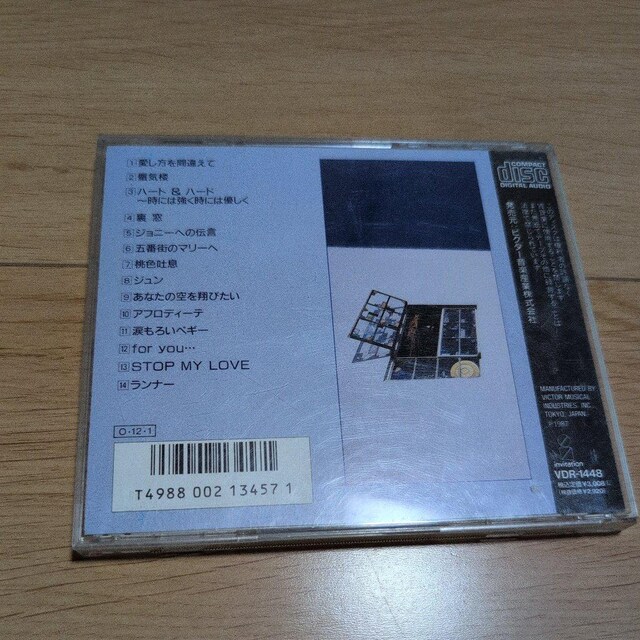 1 愛し方を間違えて
2 蜃気楼
3 ハート & ハード
〜時には強く時には優しく
4 裏 窓
5 ジョニーへの伝言
6 五番街のマリーへ
7 桃色吐息
8 ジュン
9 あなたの空を翔びたい
10 アフロディーテ
11 涙もろいペギー
12 for you…
13 STOP MY LOVE
14 ランナー
O-12-1
T4988 002 13457 1
COMPACT
disc
DIGITAL AUDIO
発売元・ビクター音楽産業株式会社
MANUFACTURED BY
VICTOR MUSICAL
INDUSTRIES, INC.
TOKYO, JAPAN.
invitation
VDR-1448